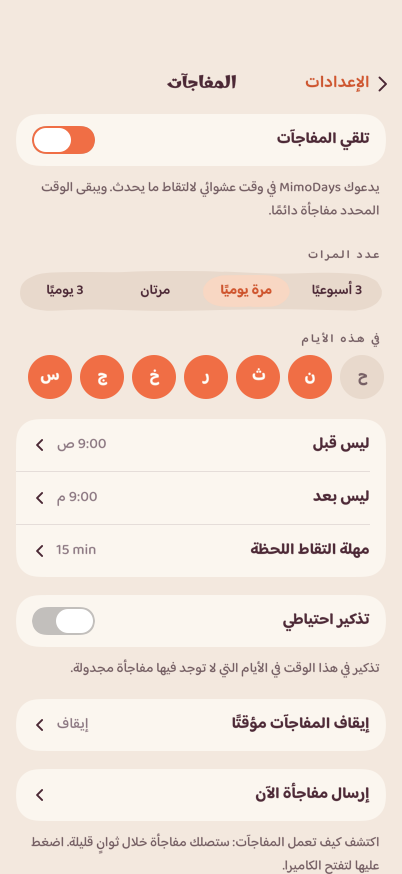 الإعدادات
المفاجآت
تلقي المفاجآت
يدعوك MimoDays في وقت عشوائي لالتقاط ما يحدث. ويبقى الوقت
المحدد مفاجأة دائمًا.
عدد المرات
3 أسبوعيًا
مرة يوميًا
مرتان
3 يوميًا
في هذه الأيام
ح
ن
ث
ر
خ
ج
س
ليس قبل
9:00 ص
ليس بعد
9:00 م
مهلة التقاط اللحظة
15 min
تذكير احتياطي
تذكير في هذا الوقت في الأيام التي لا توجد فيها مفاجأة مجدولة.
إيقاف المفاجآت مؤقتًا
إيقاف
إرسال مفاجأة الآن
اكتشف كيف تعمل المفاجآت: ستصلك مفاجأة خلال ثوانٍ قليلة. اضغط
عليها لتفتح الكاميرا.